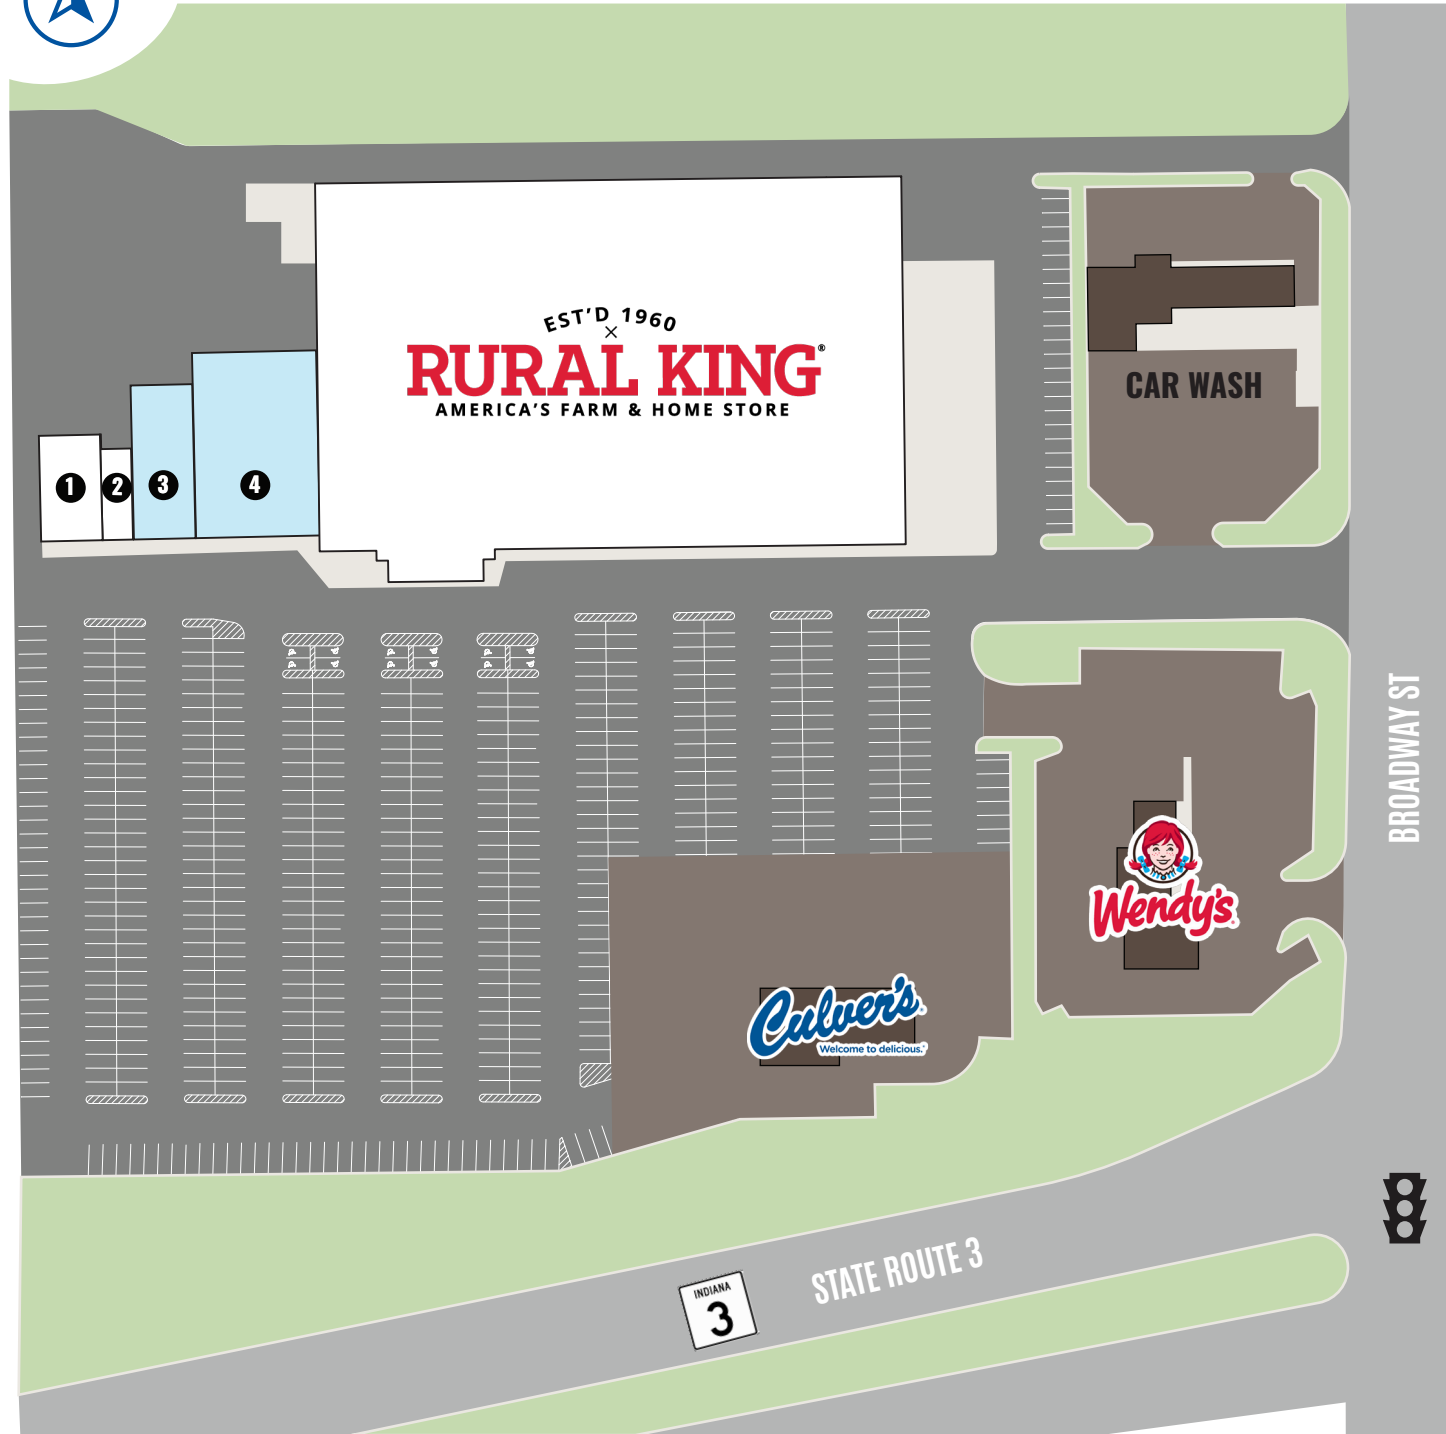 EST'D 1960
RURAL KING®
AMERICA'S FARM & HOME STORE
CAR WASH
1
2
3
4
BROADWAY ST
Wendy's
Culver's
Welcome to delicious.
INDIANA
3
STATE ROUTE 3